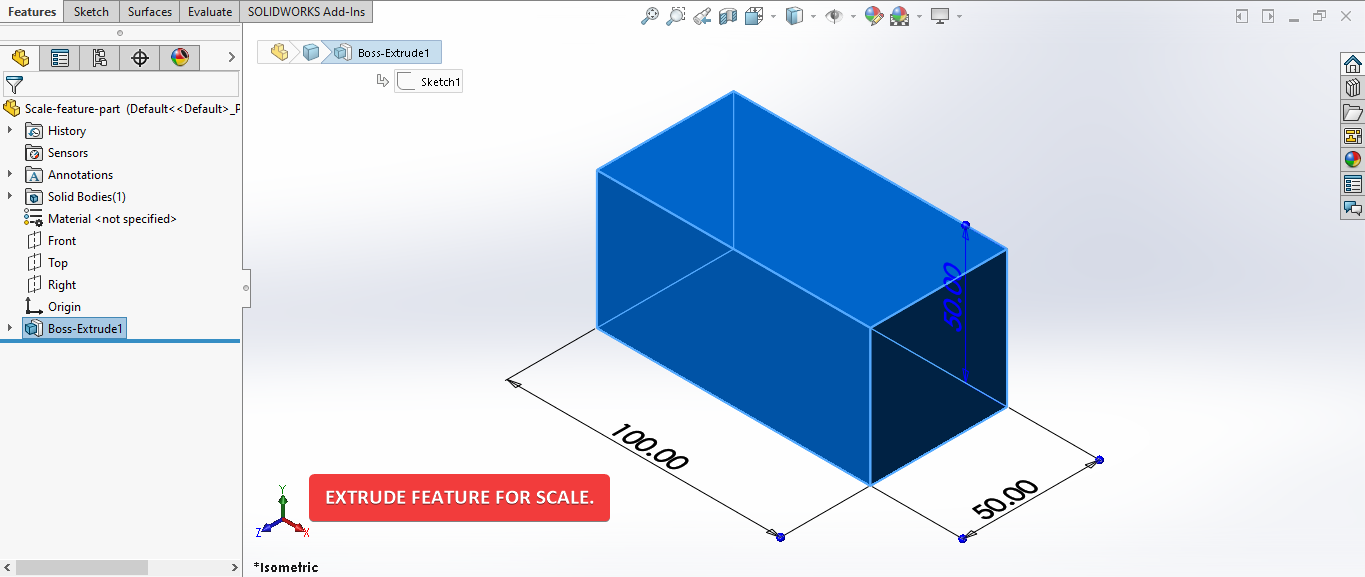 Features Sketch Surfaces Evaluate SOLIDWORKS Add-Ins
Boss-Extrude1
Sketch1
Scale-feature-part (Default<<Default>_P
History
Sensors
A Annotations
Solid Bodies(1)
Material <not specified>
Front
Top
Right
Origin
Boss-Extrude1
50.00
100.00
50.00
EXTRUDE FEATURE FOR SCALE.
Y
Z X
*Isometric